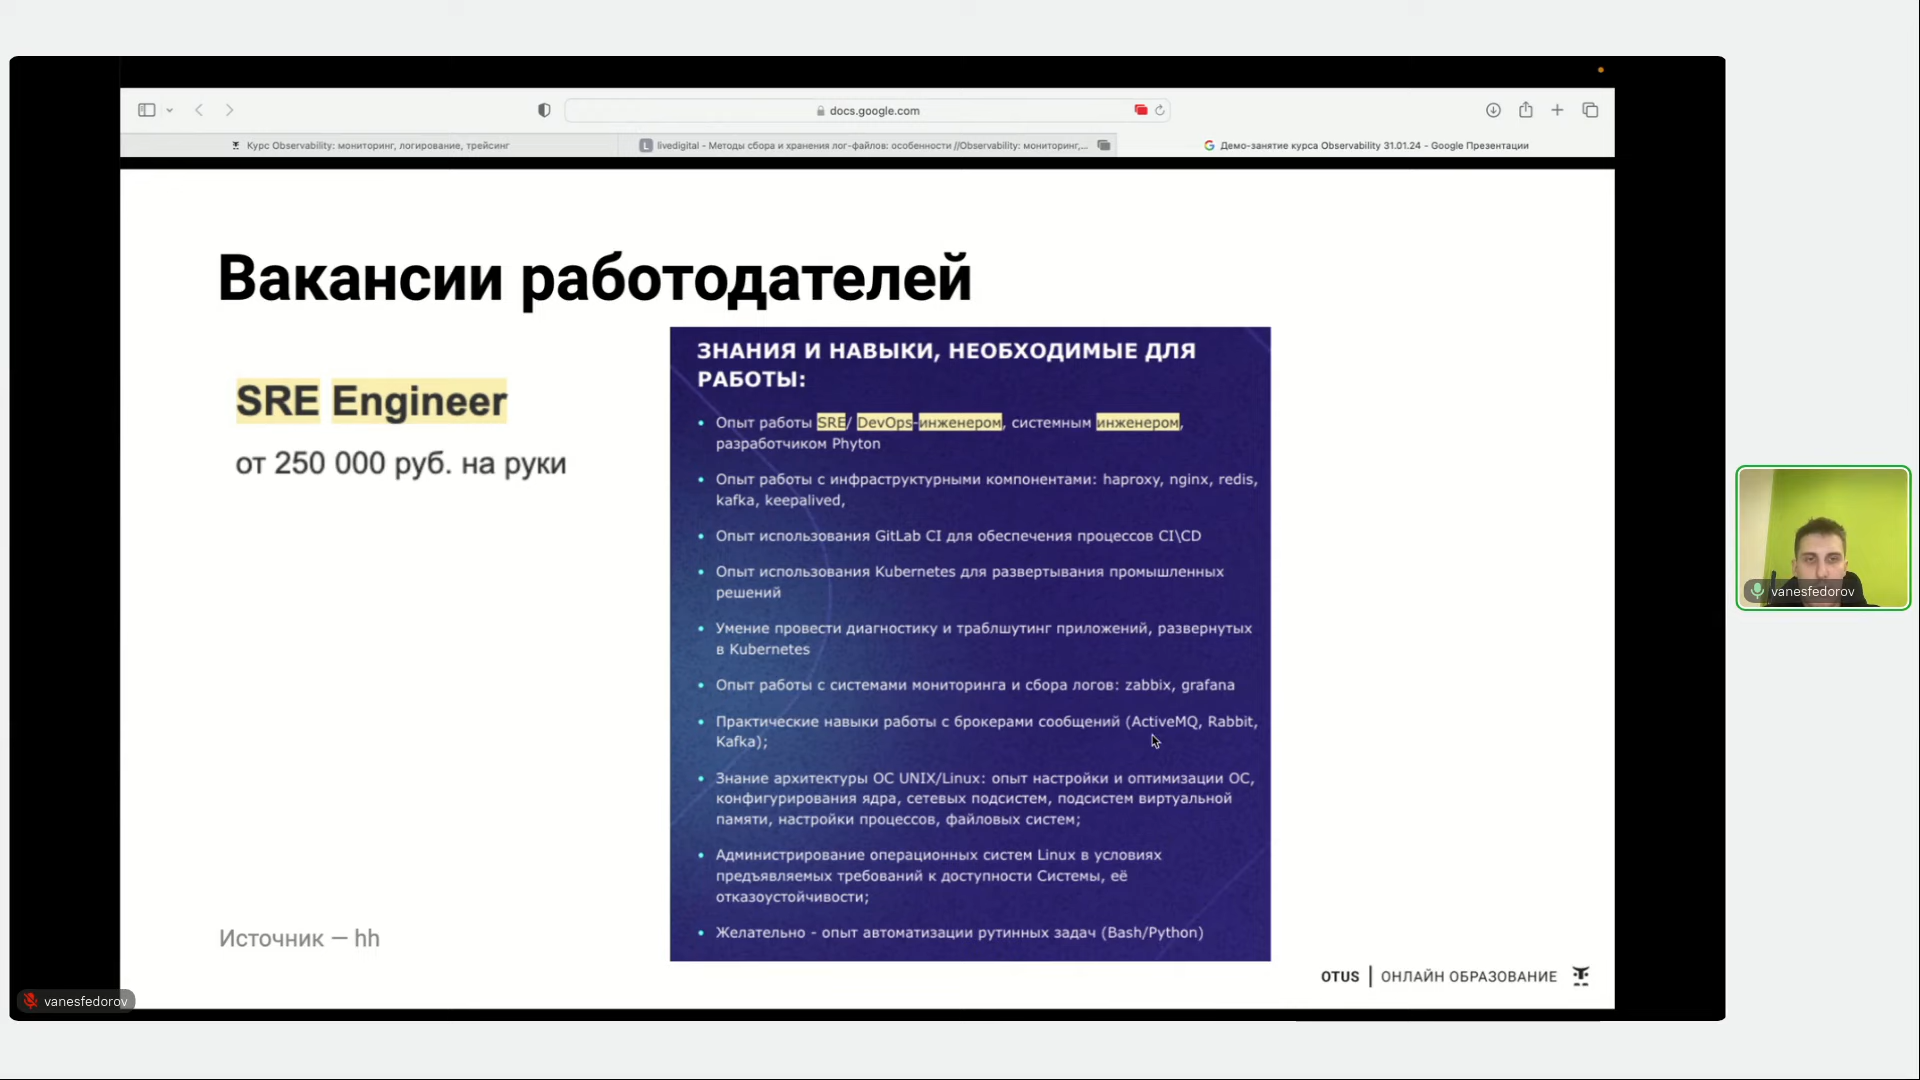 docs.google.com
Курс Observability: мониторинг, логирование, трейсинг
L livedigital - Методы сбора и хранения лог-файлов: особенности //Observability: мониторинг,...
Демо-занятие курса Observability 31.01.24 - Google Презентации
Вакансии работодателей
SRE Engineer
от 250 000 руб. на руки
ЗНАНИЯ И НАВЫКИ, НЕОБХОДИМЫЕ ДЛЯ
РАБОТЫ:
• Опыт работы SRE/ DevOps-инженером, системным инженером,
разработчиком Phyton
• Опыт работы с инфраструктурными компонентами: haproxy, nginx, redis,
kafka, keepalived,
• Опыт использования GitLab CI для обеспечения процессов CI\CD
• Опыт использования Kubernetes для развертывания промышленных
решений
• Умение провести диагностику и траблшутинг приложений, развернутых
в Kubernetes
• Опыт работы с системами мониторинга и сбора логов: zabbix, grafana
• Практические навыки работы с брокерами сообщений (ActiveMQ, Rabbit,
Kafka);
• Знание архитектуры ОС UNIX/Linux: опыт настройки и оптимизации ОС,
конфигурирования ядра, сетевых подсистем, подсистем виртуальной
памяти, настройки процессов, файловых систем;
• Администрирование операционных систем Linux в условиях
предъявляемых требований к доступности Системы, её
отказоустойчивости;
• Желательно - опыт автоматизации рутинных задач (Bash/Python)
Источник — hh
OTUS | ОНЛАЙН ОБРАЗОВАНИЕ
vanesfedorov
vanesfedorov